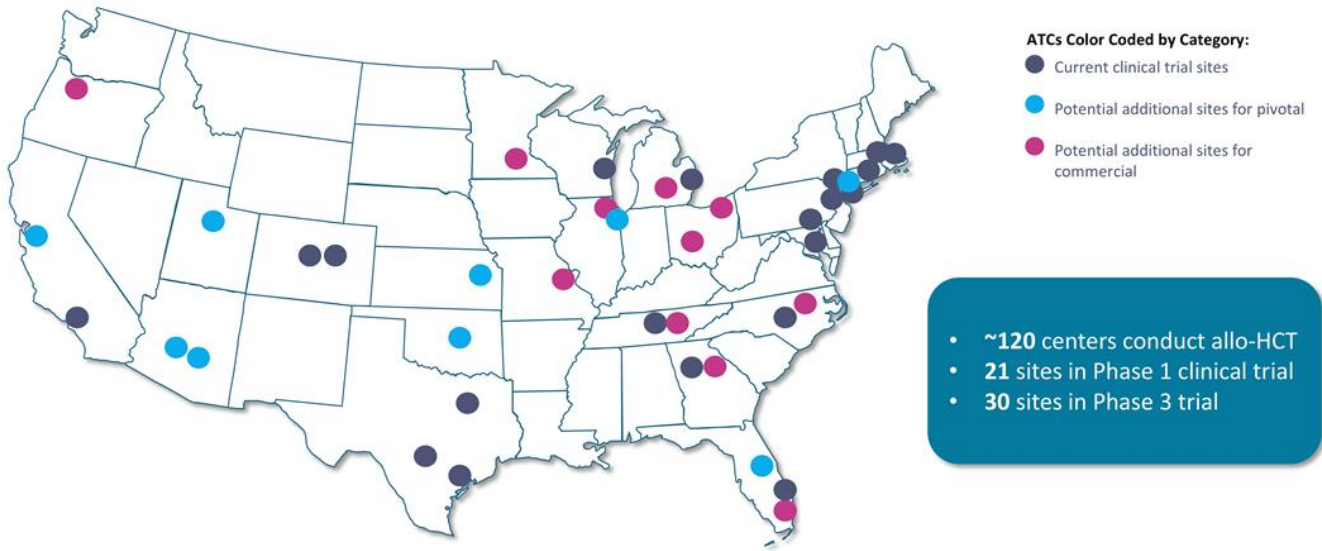 ATCs Color Coded by Category:
Current clinical trial sites
Potential additional sites for pivotal
Potential additional sites for
commercial
• ~120 centers conduct allo-HCT
• 21 sites in Phase 1 clinical trial
• 30 sites in Phase 3 trial